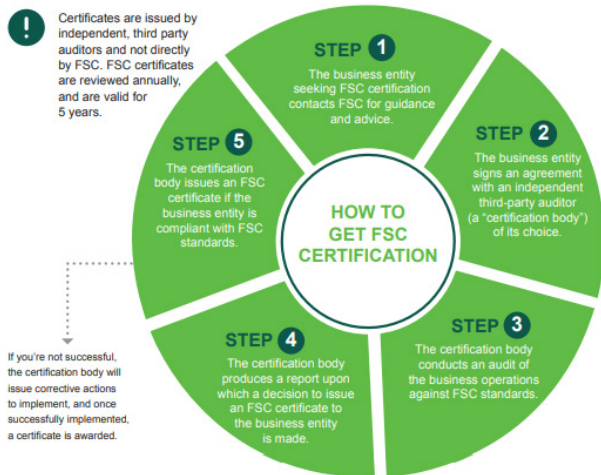 !
Certificates are issued by
independent, third party
auditors and not directly
by FSC. FSC certificates
are reviewed annually,
and are valid for
5 years.
STEP 1
The business entity
seeking FSC certification
contacts FSC for guidance
and advice.
STEP 2
The business entity
signs an agreement
with an independent
third-party auditor
(a “certification body”)
of its choice.
STEP 3
The certification body
conducts an audit of
the business operations
against FSC standards.
STEP 4
The certification body
produces a report upon
which a decision to issue
an FSC certificate to
the business entity
is made.
STEP 5
The certification
body issues an FSC
certificate if the
business entity is
compliant with FSC
standards.
HOW TO
GET FSC
CERTIFICATION
If you’re not successful,
the certification body will
issue corrective actions
to implement, and once
successfully implemented,
a certificate is awarded.